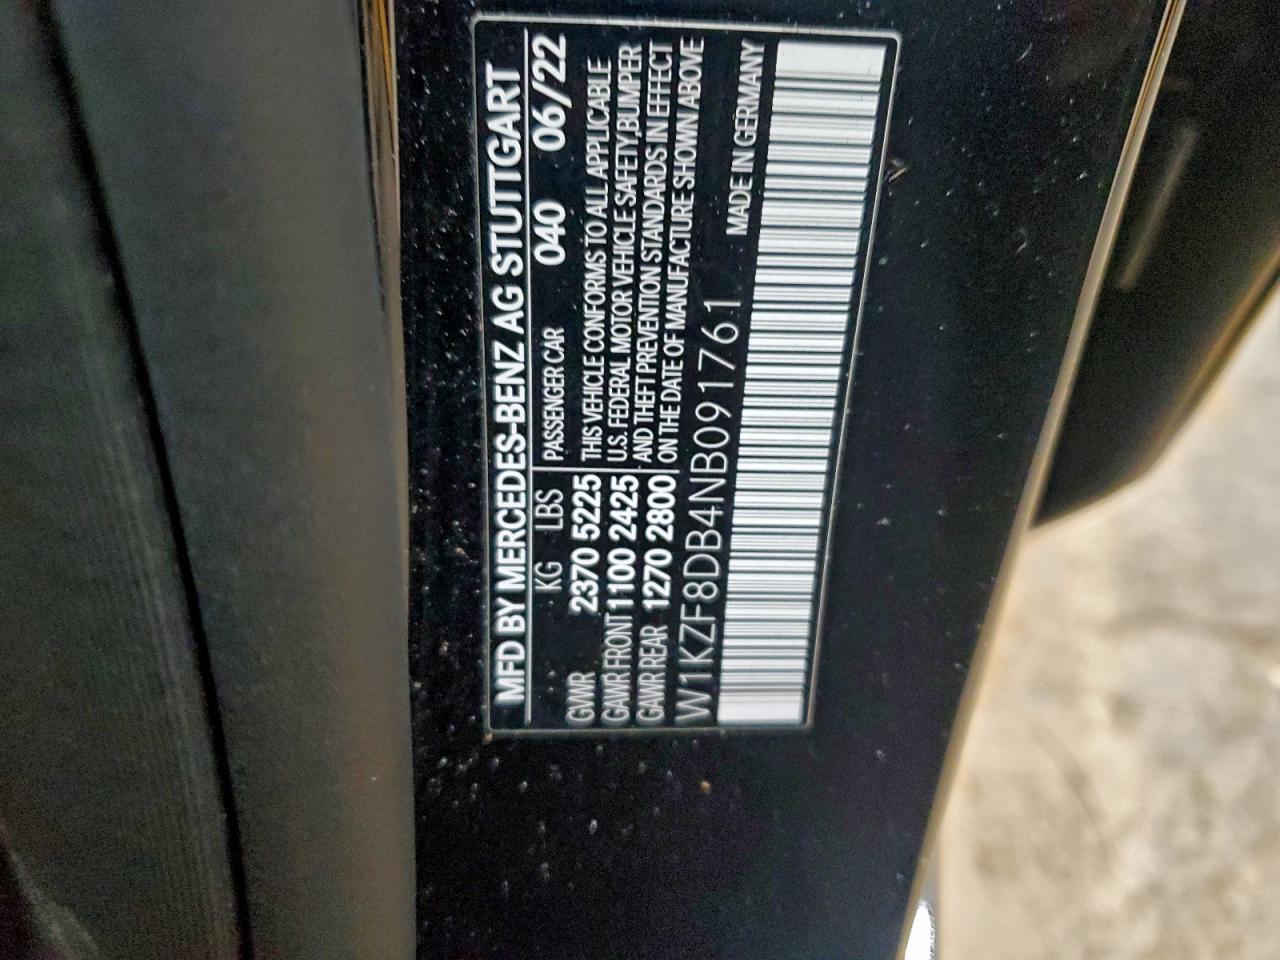 MFD BY MERCEDES-BENZ AG STUTTGART
KG LBS PASSENGER CAR 040 06/22
GVWR 2370 5225 THIS VEHICLE CONFORMS TO ALL APPLICABLE
GAWR FRONT 1100 2425 U.S. FEDERAL MOTOR VEHICLE SAFETY,BUMPER
GAWR REAR 1270 2800 AND THEFT PREVENTION STANDARDS IN EFFECT
ON THE DATE OF MANUFACTURE SHOWN ABOVE
W1KZF8DB4NB091761 MADE IN GERMANY